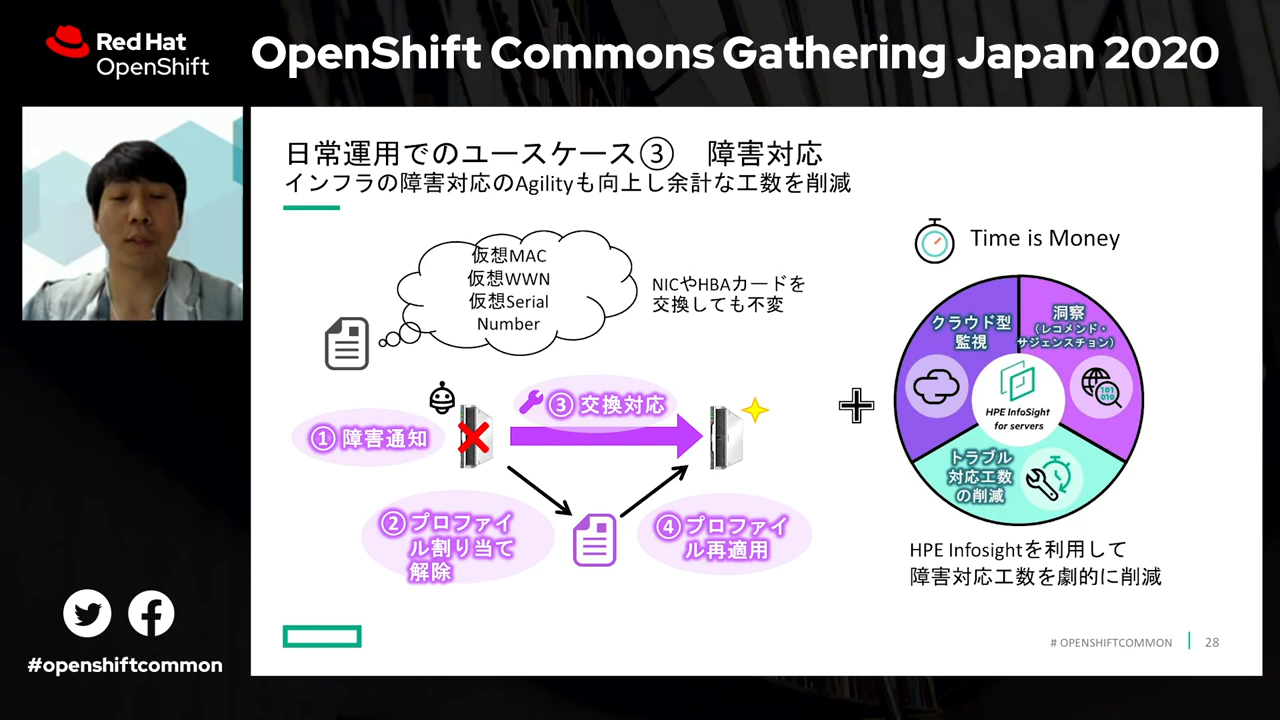 Red Hat
OpenShift
OpenShift Commons Gathering Japan 2020
日常運用でのユースケース③　障害対応
インフラの障害対応のAgilityも向上し余計な工数を削減
仮想MAC
仮想WWN
仮想Serial
Number
NICやHBAカードを
交換しても不変
① 障害通知
③ 交換対応
② プロファイ
ル割り当て
解除
④ プロファイ
ル再適用
Time is Money
クラウド型
監視
洞察
（レコメンド・
サジェンスチョン）
101
010
HPE InfoSight
for servers
トラブル
対応工数
の削減
HPE Infosightを利用して
障害対応工数を劇的に削減
#openshiftcommon
# OPENSHIFTCOMMON
28